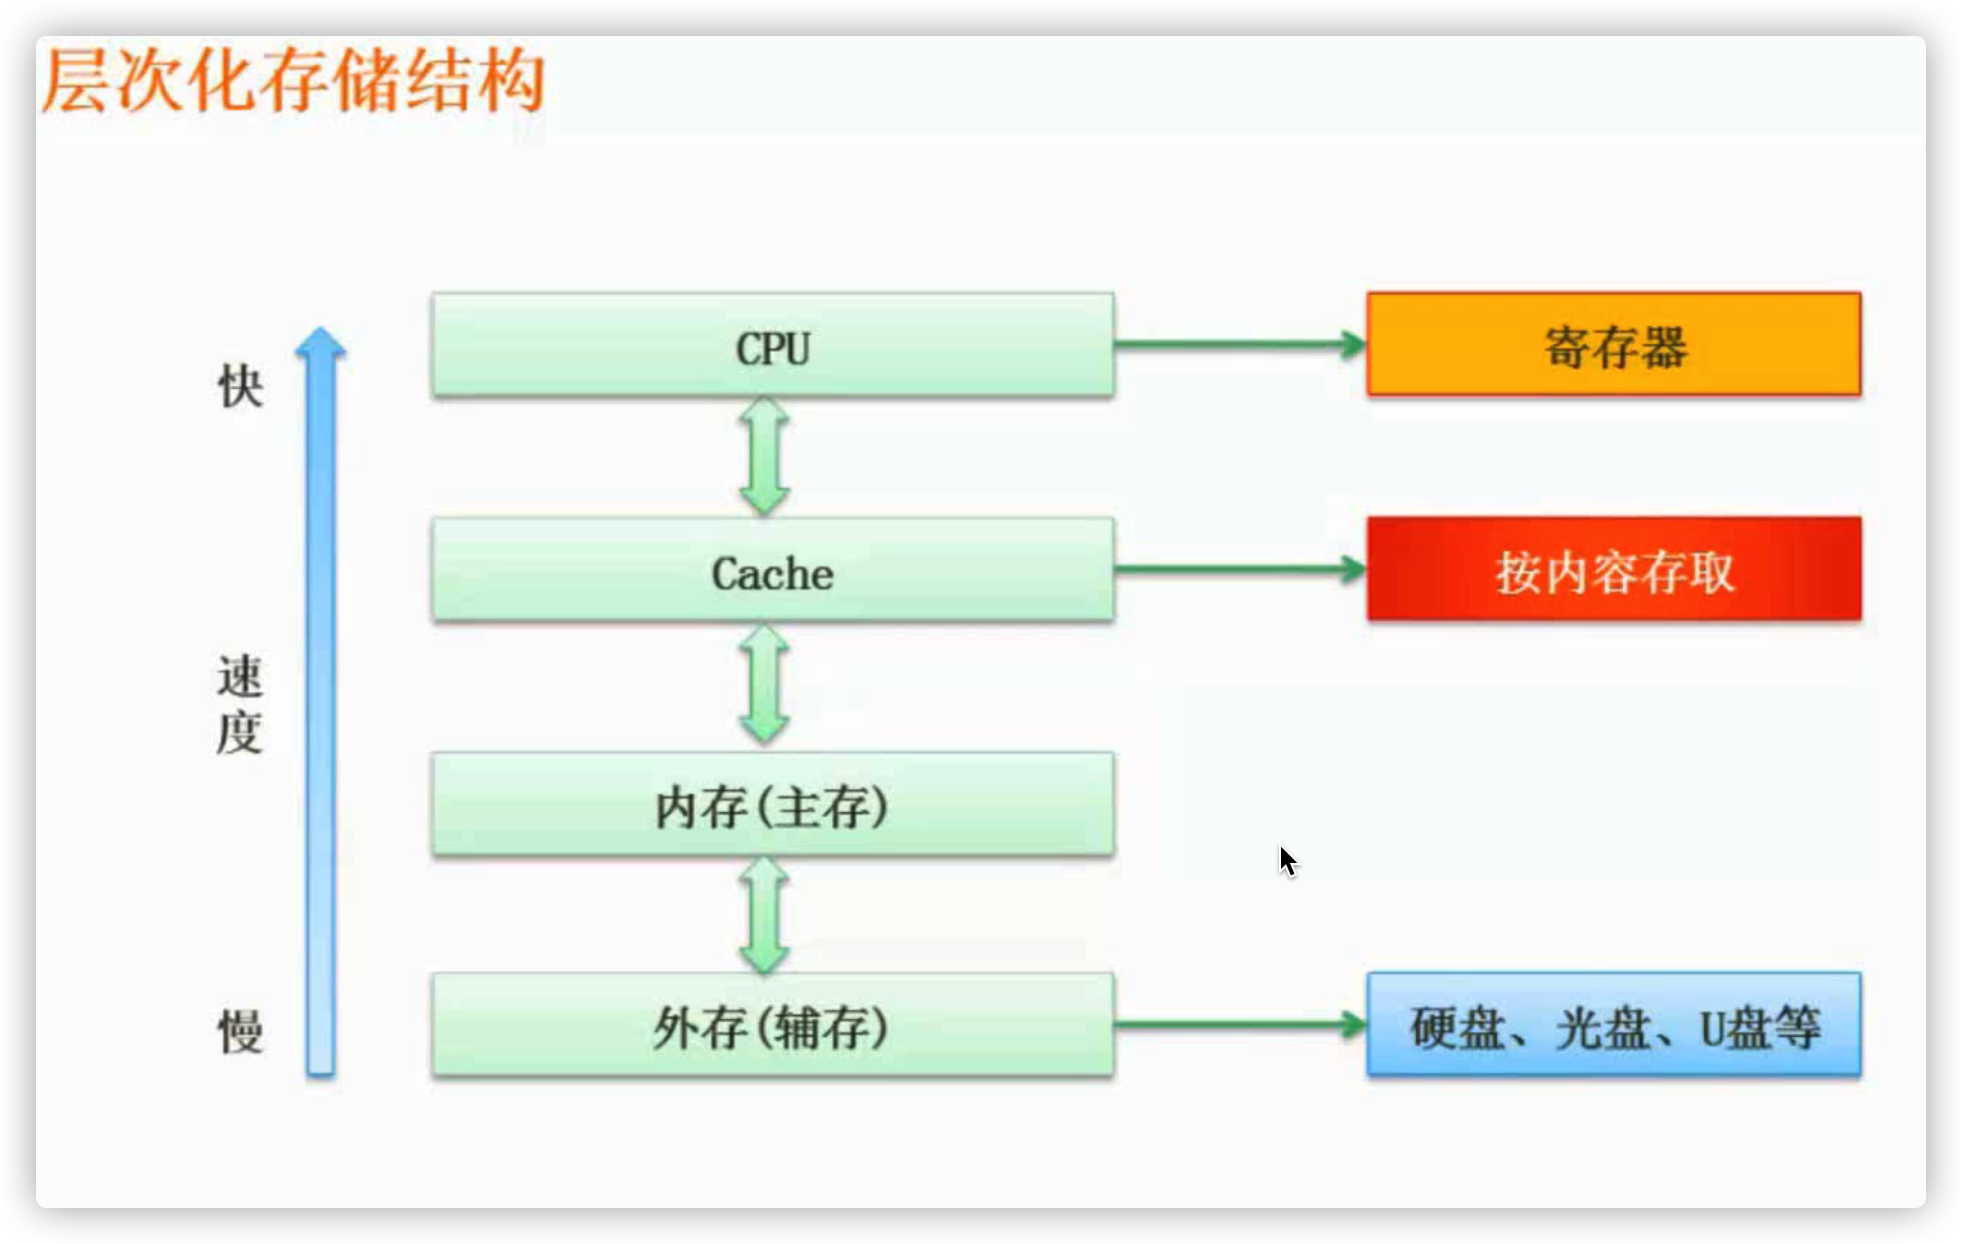 层次化存储结构
快
CPU
寄存器
Cache
按内容存取
速
度
内存(主存)
慢
外存(辅存)
硬盘、光盘、U盘等